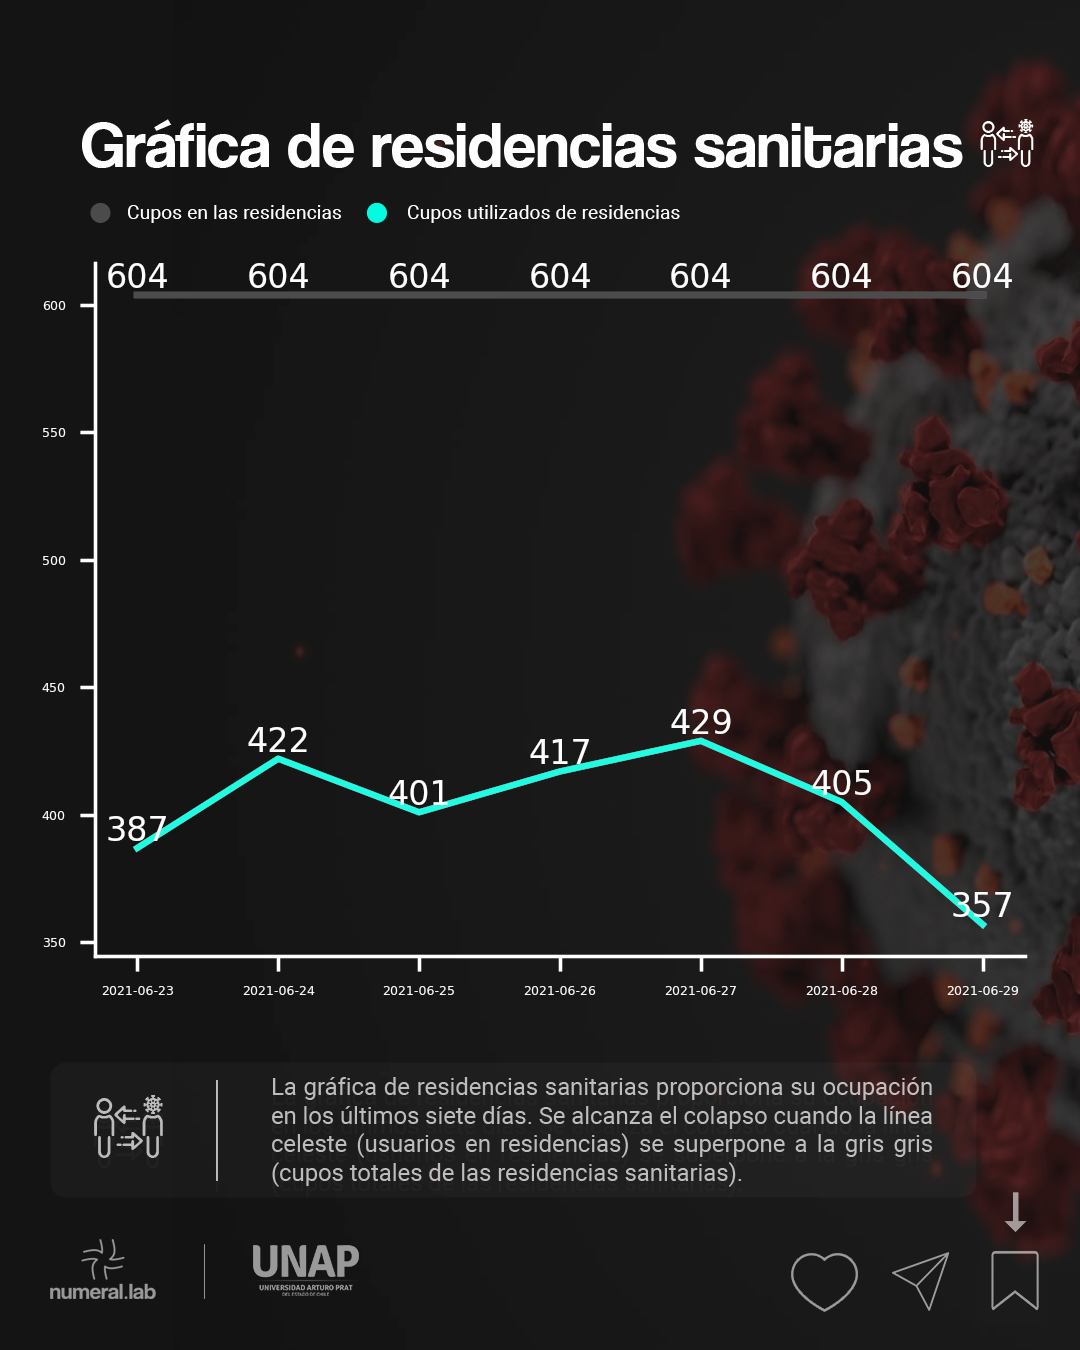 Gráfica de residencias sanitarias
Cupos en las residencias
Cupos utilizados de residencias
604 604 604 604 604 604 604
600
550
500
450
400
350
387 422 401 417 429 405 357
2021-06-23 2021-06-24 2021-06-25 2021-06-26 2021-06-27 2021-06-28 2021-06-29
La gráfica de residencias sanitarias proporciona su ocupación
en los últimos siete días. Se alcanza el colapso cuando la línea
celeste (usuarios en residencias) se superpone a la gris gris
(cupos totales de las residencias sanitarias).
numeral.lab
UNAP
UNIVERSIDAD ARTURO PRAT
DEL ESTADO DE CHILE